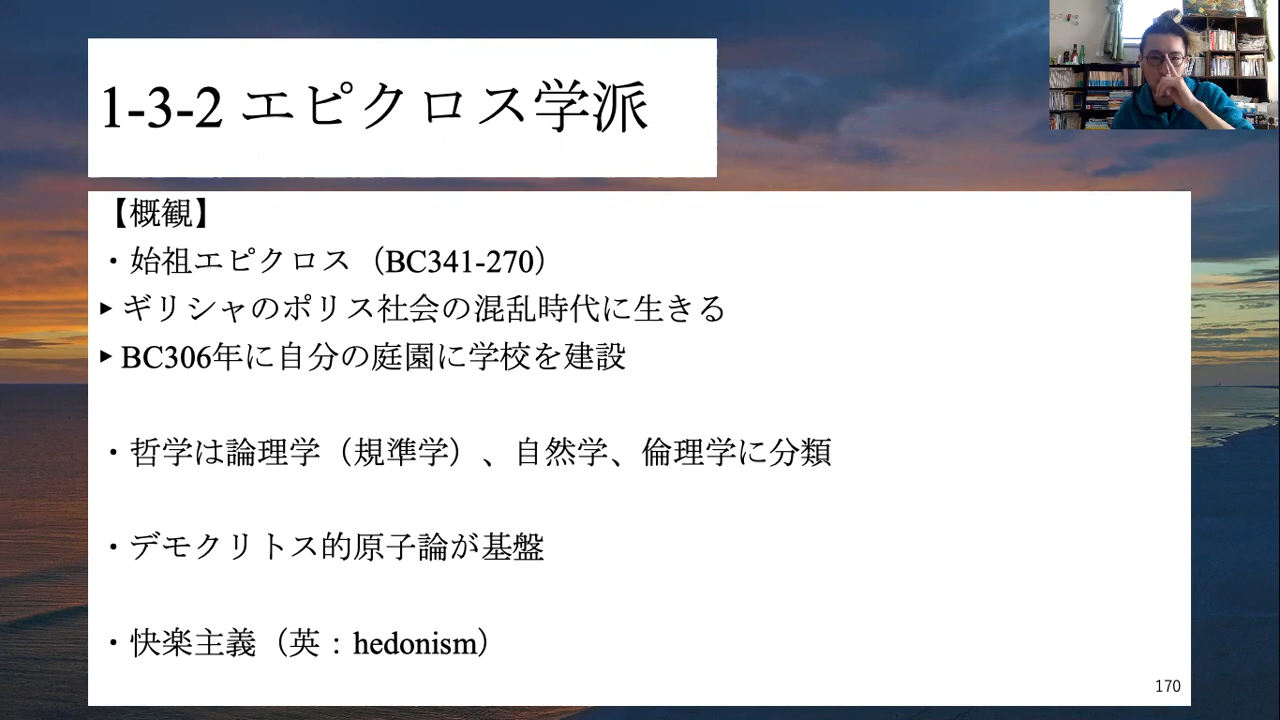 1-3-2 エピクロス学派
【概観】
・始祖エピクロス（BC341-270）
▸ ギリシャのポリス社会の混乱時代に生きる
▸ BC306年に自分の庭園に学校を建設
・哲学は論理学（規準学）、自然学、倫理学に分類
・デモクリトス的原子論が基盤
・快楽主義（英：hedonism）
170